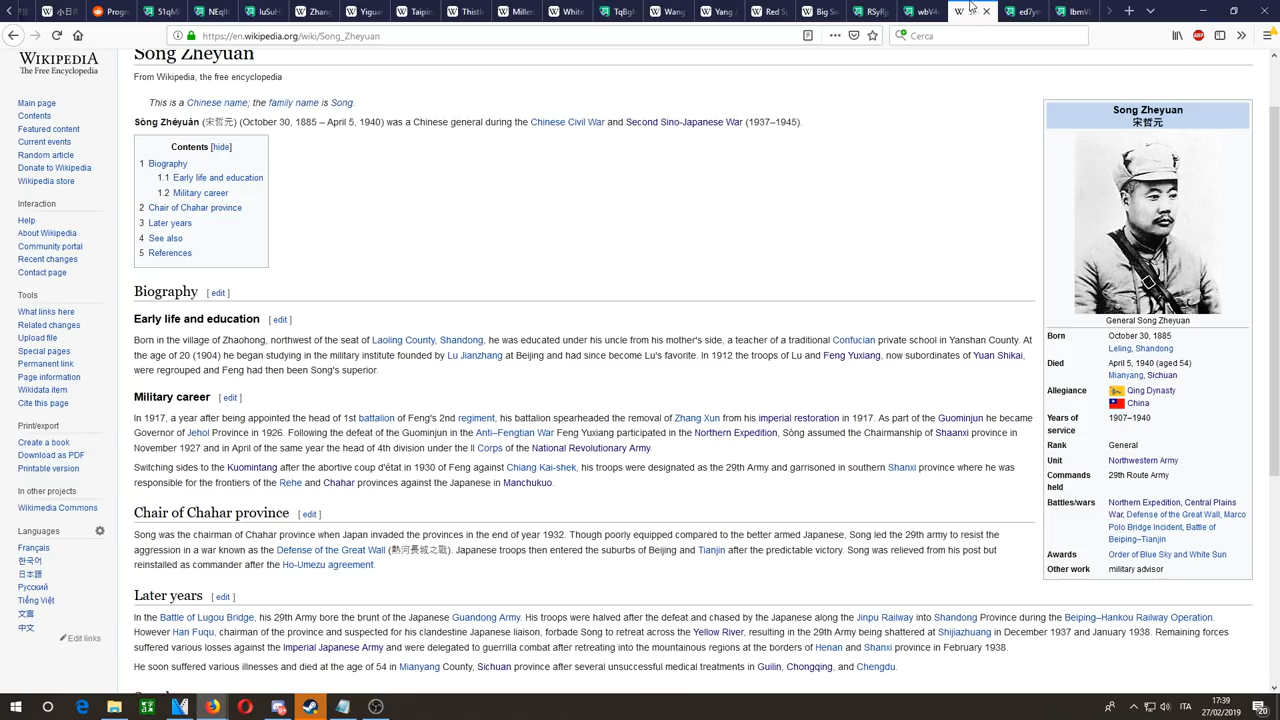 51qMl
NEqth
IuSuih
Zhang
Yigua
Taipin
Thistl
Miller
White
TqBgh
Wang
Yang
Red S
Big Sw
RSyEg
wbV4
ed7yn
IbmVt
https://en.wikipedia.org/wiki/Song_Zheyuan
Cerca
WIKIPEDIA
The Free Encyclopedia
Main page
Contents
Featured content
Current events
Random article
Donate to Wikipedia
Wikipedia store
Interaction
Help
About Wikipedia
Community portal
Recent changes
Contact page
Tools
What links here
Related changes
Upload file
Special pages
Permanent link
Page information
Wikidata item
Cite this page
Print/export
Create a book
Download as PDF
Printable version
In other projects
Wikimedia Commons
Languages
Français
한국어
日本語
Русский
Tiếng Việt
文言
中文
Edit links
Song Zheyuan
From Wikipedia, the free encyclopedia
This is a Chinese name; the family name is Song.
Sòng Zhéyuán (宋哲元) (October 30, 1885 – April 5, 1940) was a Chinese general during the Chinese Civil War and Second Sino-Japanese War (1937–1945).
Contents [hide]
1 Biography
1.1 Early life and education
1.2 Military career
2 Chair of Chahar province
3 Later years
4 See also
5 References
Biography [ edit ]
Early life and education [ edit ]
Born in the village of Zhaohong, northwest of the seat of Laoling County, Shandong, he was educated under his uncle from his mother's side, a teacher of a traditional Confucian private school in Yanshan County. At
the age of 20 (1904) he began studying in the military institute founded by Lu Jianzhang at Beijing and had since become Lu's favorite. In 1912 the troops of Lu and Feng Yuxiang, now subordinates of Yuan Shikai,
were regrouped and Feng had then been Song's superior.
Military career [ edit ]
In 1917, a year after being appointed the head of 1st battalion of Feng's 2nd regiment, his battalion spearheaded the removal of Zhang Xun from his imperial restoration in 1917. As part of the Guominjun he became
Governor of Jehol Province in 1926. Following the defeat of the Guominjun in the Anti–Fengtian War Feng Yuxiang participated in the Northern Expedition, Sòng assumed the Chairmanship of Shaanxi province in
November 1927 and in April of the same year the head of 4th division under the II Corps of the National Revolutionary Army.
Switching sides to the Kuomintang after the abortive coup d'état in 1930 of Feng against Chiang Kai-shek, his troops were designated as the 29th Army and garrisoned in southern Shanxi province where he was
responsible for the frontiers of the Rehe and Chahar provinces against the Japanese in Manchukuo.
Chair of Chahar province [ edit ]
Song was the chairman of Chahar province when Japan invaded the provinces in the end of year 1932. Though poorly equipped compared to the better armed Japanese, Song led the 29th army to resist the
aggression in a war known as the Defense of the Great Wall (熱河長城之戰). Japanese troops then entered the suburbs of Beijing and Tianjin after the predictable victory. Song was relieved from his post but
reinstalled as commander after the Ho-Umezu agreement.
Later years [ edit ]
In the Battle of Lugou Bridge, his 29th Army bore the brunt of the Japanese Guandong Army. His troops were halved after the defeat and chased by the Japanese along the Jinpu Railway into Shandong Province during the Beiping–Hankou Railway Operation.
However Han Fuqu, chairman of the province and suspected for his clandestine Japanese liaison, forbade Song to retreat across the Yellow River, resulting in the 29th Army being shattered at Shijiazhuang in December 1937 and January 1938. Remaining forces
suffered various losses against the Imperial Japanese Army and were delegated to guerrilla combat after retreating into the mountainous regions at the borders of Henan and Shanxi province in February 1938.
He soon suffered various illnesses and died at the age of 54 in Mianyang County, Sichuan province after several unsuccessful medical treatments in Guilin, Chongqing, and Chengdu.
Song Zheyuan
宋哲元
General Song Zheyuan
Born October 30, 1885
Leling, Shandong
Died April 5, 1940 (aged 54)
Mianyang, Sichuan
Allegiance Qing Dynasty
China
Years of service 1907–1940
Rank General
Unit Northwestern Army
Commands held 29th Route Army
Battles/wars Northern Expedition, Central Plains
War, Defense of the Great Wall, Marco
Polo Bridge Incident, Battle of
Beiping–Tianjin
Awards Order of Blue Sky and White Sun
Other work military advisor
ITA
17:39
27/02/2019
20